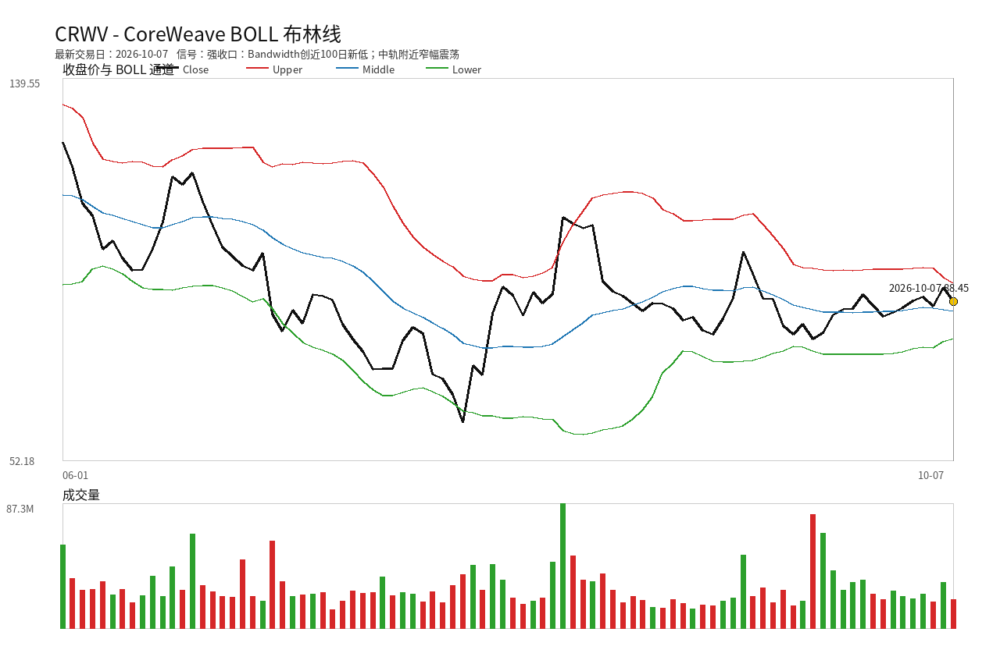 CRWV - CoreWeave BOLL 布林线
最新交易日：2026-10-07 信号：强收口：Bandwidth创近100日新低；中轨附近窄幅震荡
收盘价与 BOLL 通道 Close Upper Middle Lower
139.55
2026-10-07 88.45
52.18
06-01 10-07
成交量
87.3M